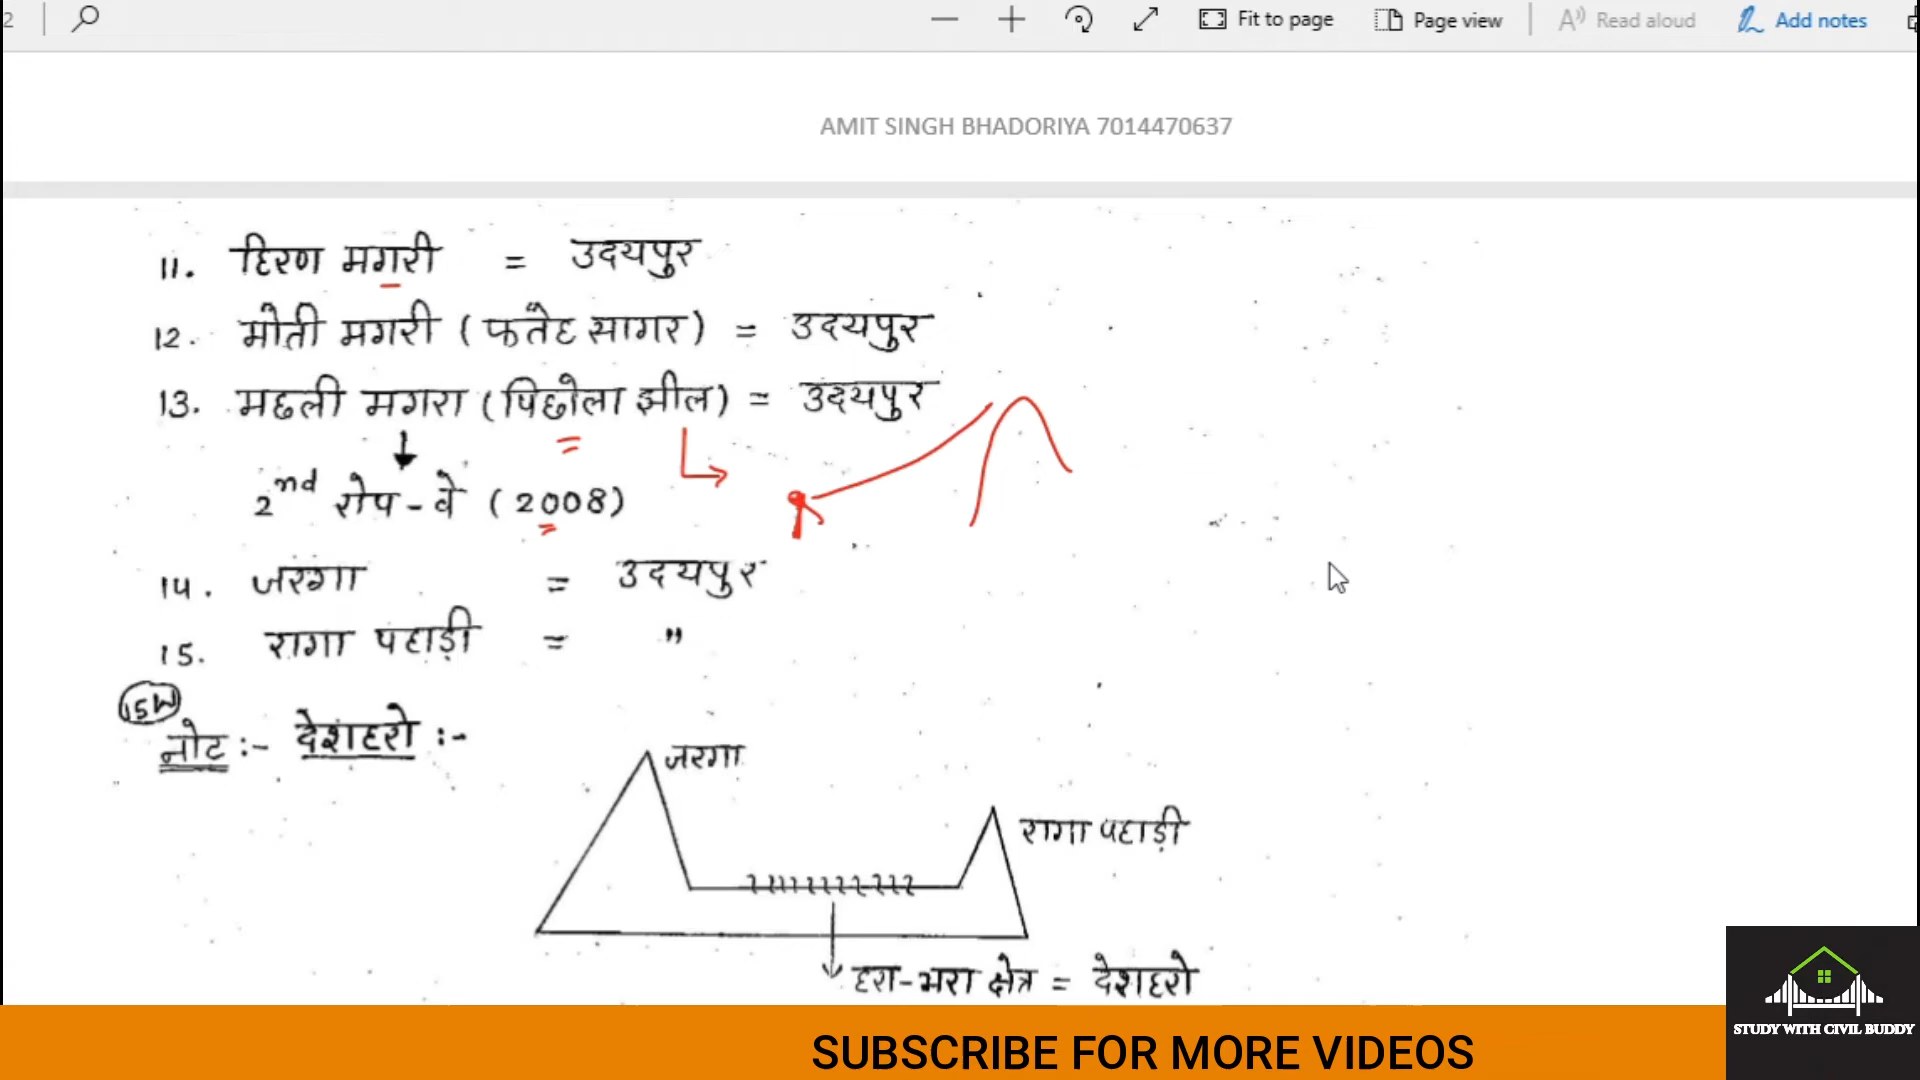 2
Fit to page
Page view
Read aloud
Add notes
AMIT SINGH BHADORIYA 7014470637
11. हिरण मगरी = उदयपुर
12. मोती मगरी (फतेह सागर) = उदयपुर
13. मछली मगरा (पिछोला झील) = उदयपुर
2nd रोप-वे (2008)
14. जरगा = उदयपुर
15. रागा पहाड़ी = "
नोट :- देशहरो :-
जरगा
रागा पहाड़ी
हरा-भरा क्षेत्र = देशहरो
STUDY WITH CIVIL BUDDY
SUBSCRIBE FOR MORE VIDEOS